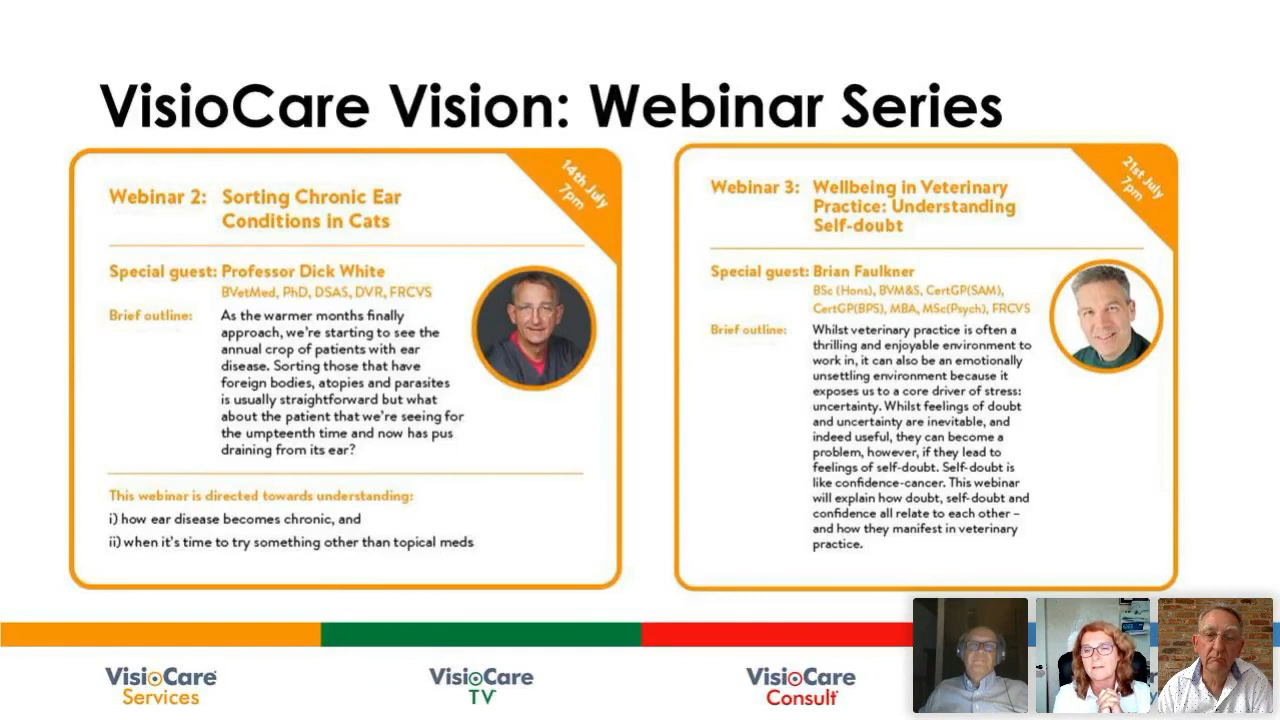 VisioCare Vision: Webinar Series
14th July
7pm
Webinar 2: Sorting Chronic Ear
Conditions in Cats
Special guest: Professor Dick White
BVetMed, PhD, DSAS, DVR, FRCVS
Brief outline: As the warmer months finally
approach, we're starting to see the
annual crop of patients with ear
disease. Sorting those that have
foreign bodies, atopies and parasites
is usually straightforward but what
about the patient that we're seeing for
the umpteenth time and now has pus
draining from its ear?
This webinar is directed towards understanding:
i) how ear disease becomes chronic, and
ii) when it's time to try something other than topical meds
21st July
7pm
Webinar 3: Wellbeing in Veterinary
Practice: Understanding
Self-doubt
Special guest: Brian Faulkner
BSc (Hons), BVM&S, CertGP(SAM),
CertGP(BPS), MBA, MSc(Psych), FRCVS
Brief outline: Whilst veterinary practice is often a
thrilling and enjoyable environment to
work in, it can also be an emotionally
unsettling environment because it
exposes us to a core driver of stress:
uncertainty. Whilst feelings of doubt
and uncertainty are inevitable, and
indeed useful, they can become a
problem, however, if they lead to
feelings of self-doubt. Self-doubt is
like confidence-cancer. This webinar
will explain how doubt, self-doubt and
confidence all relate to each other –
and how they manifest in veterinary
practice.
VisioCare
Services
VisioCare
TV
VisioCare
Consult